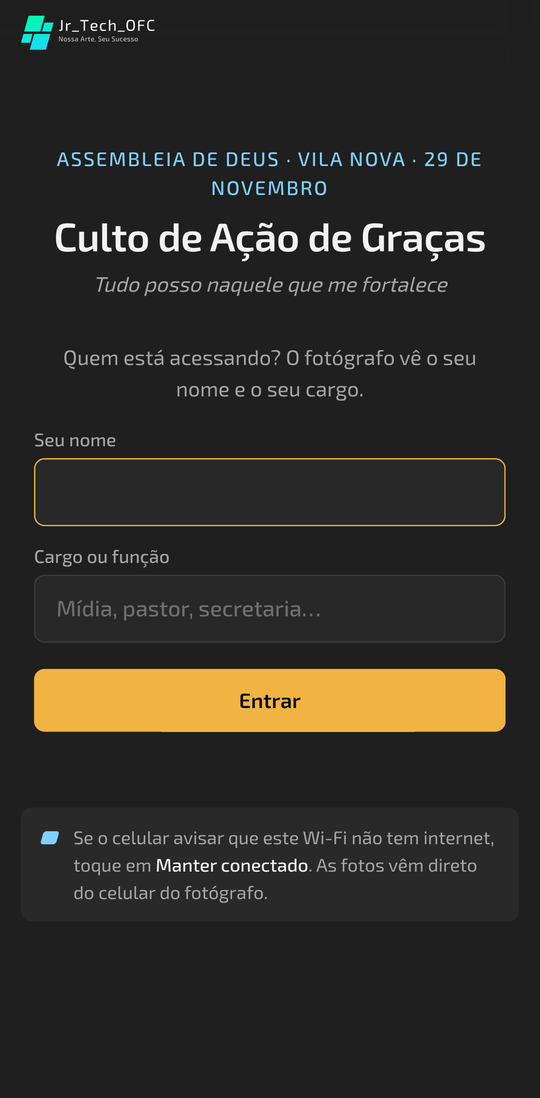 Jr_Tech_OFC
Nossa Arte, Seu Sucesso
ASSEMBLEIA DE DEUS · VILA NOVA · 29 DE
NOVEMBRO
Culto de Ação de Graças
Tudo posso naquele que me fortalece
Quem está acessando? O fotógrafo vê o seu
nome e o seu cargo.
Seu nome
Cargo ou função
Mídia, pastor, secretaria…
Entrar
Se o celular avisar que este Wi-Fi não tem internet,
toque em Manter conectado. As fotos vêm direto
do celular do fotógrafo.